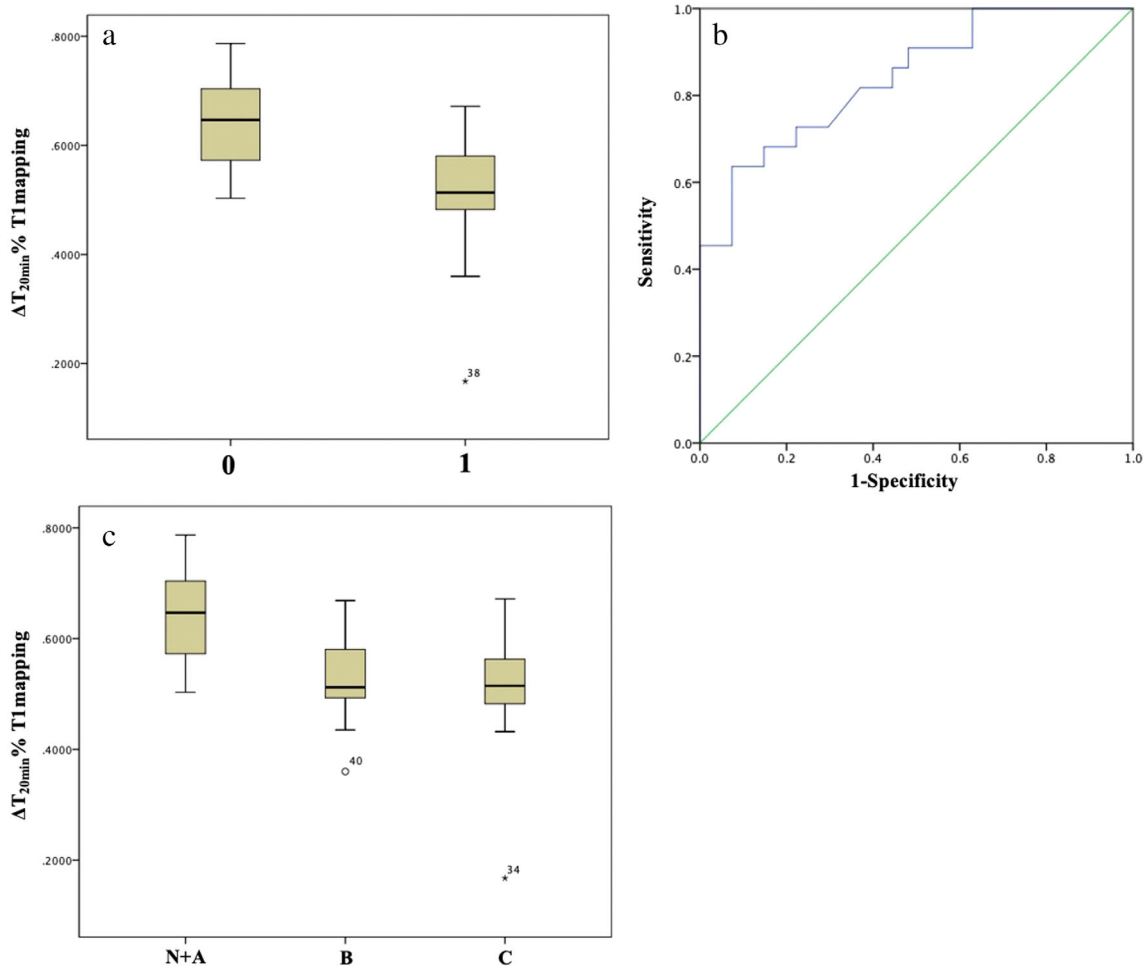 a
ΔT20min% T1mapping
.8000
.6000
.4000
.2000
38
0 1
b
Sensitivity
1.0
0.8
0.6
0.4
0.2
0.0
0.0 0.2 0.4 0.6 0.8 1.0
1-Specificity
c
ΔT20min% T1mapping
.8000
.6000
.4000
.2000
40
34
N+A B C